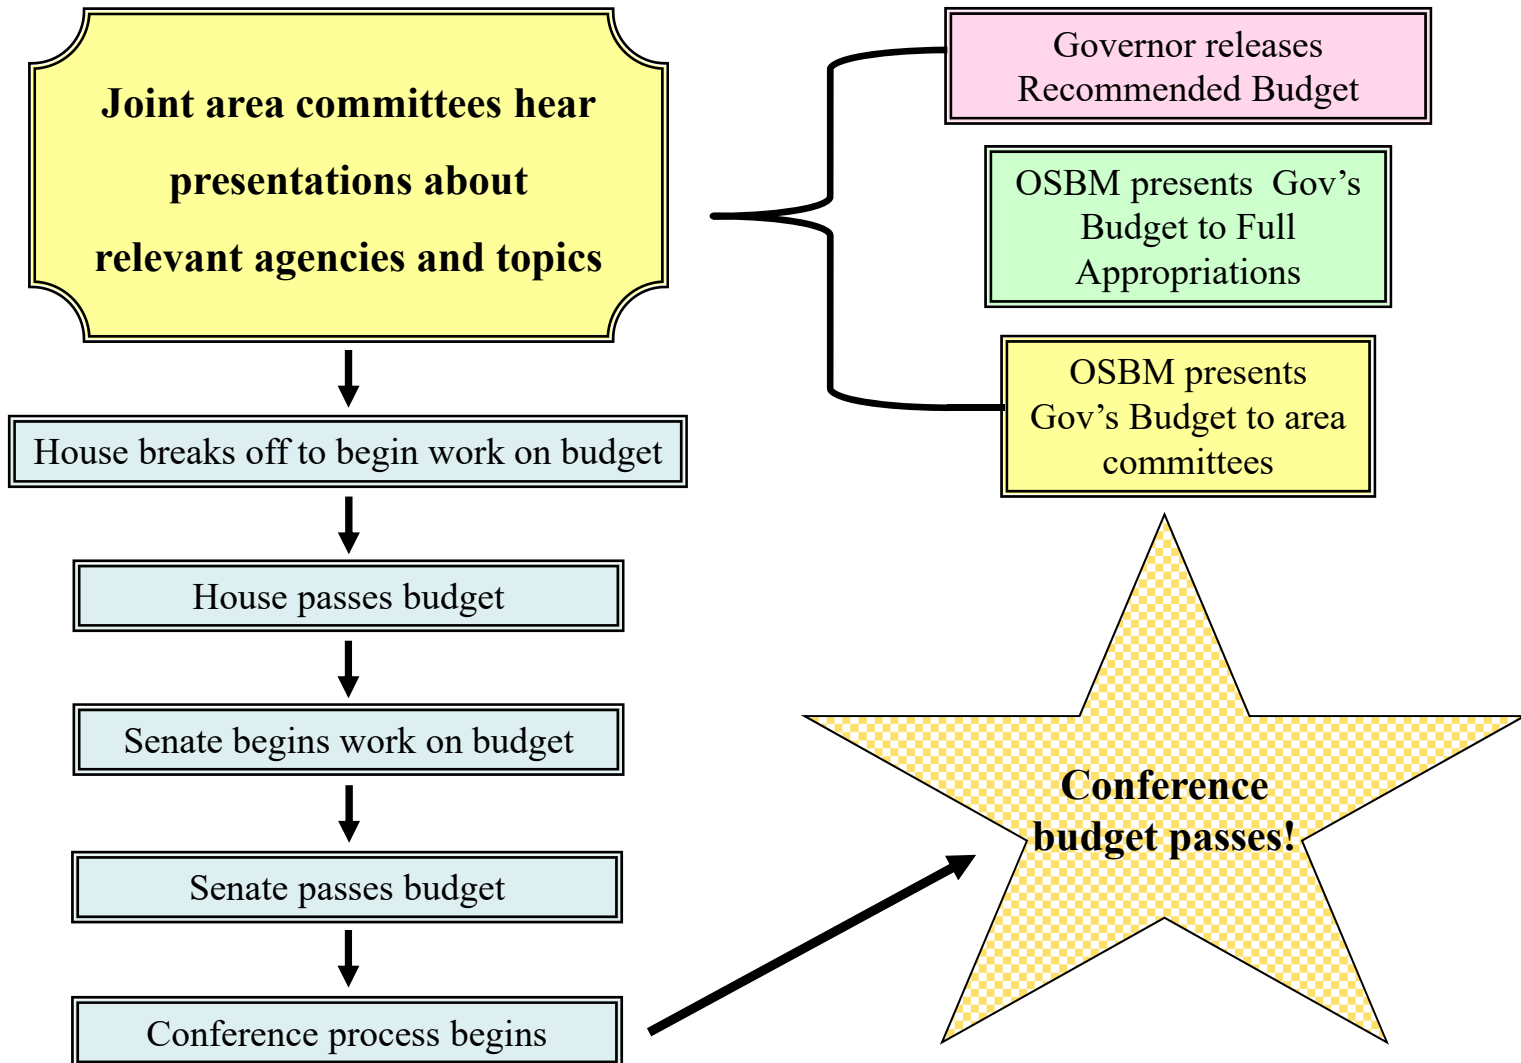 Joint area committees hear
presentations about
relevant agencies and topics
Governor releases
Recommended Budget
OSBM presents  Gov’s
Budget to Full
Appropriations
OSBM presents
Gov’s Budget to area
committees
House breaks off to begin work on budget
House passes budget
Senate begins work on budget
Senate passes budget
Conference process begins
Conference
budget passes!